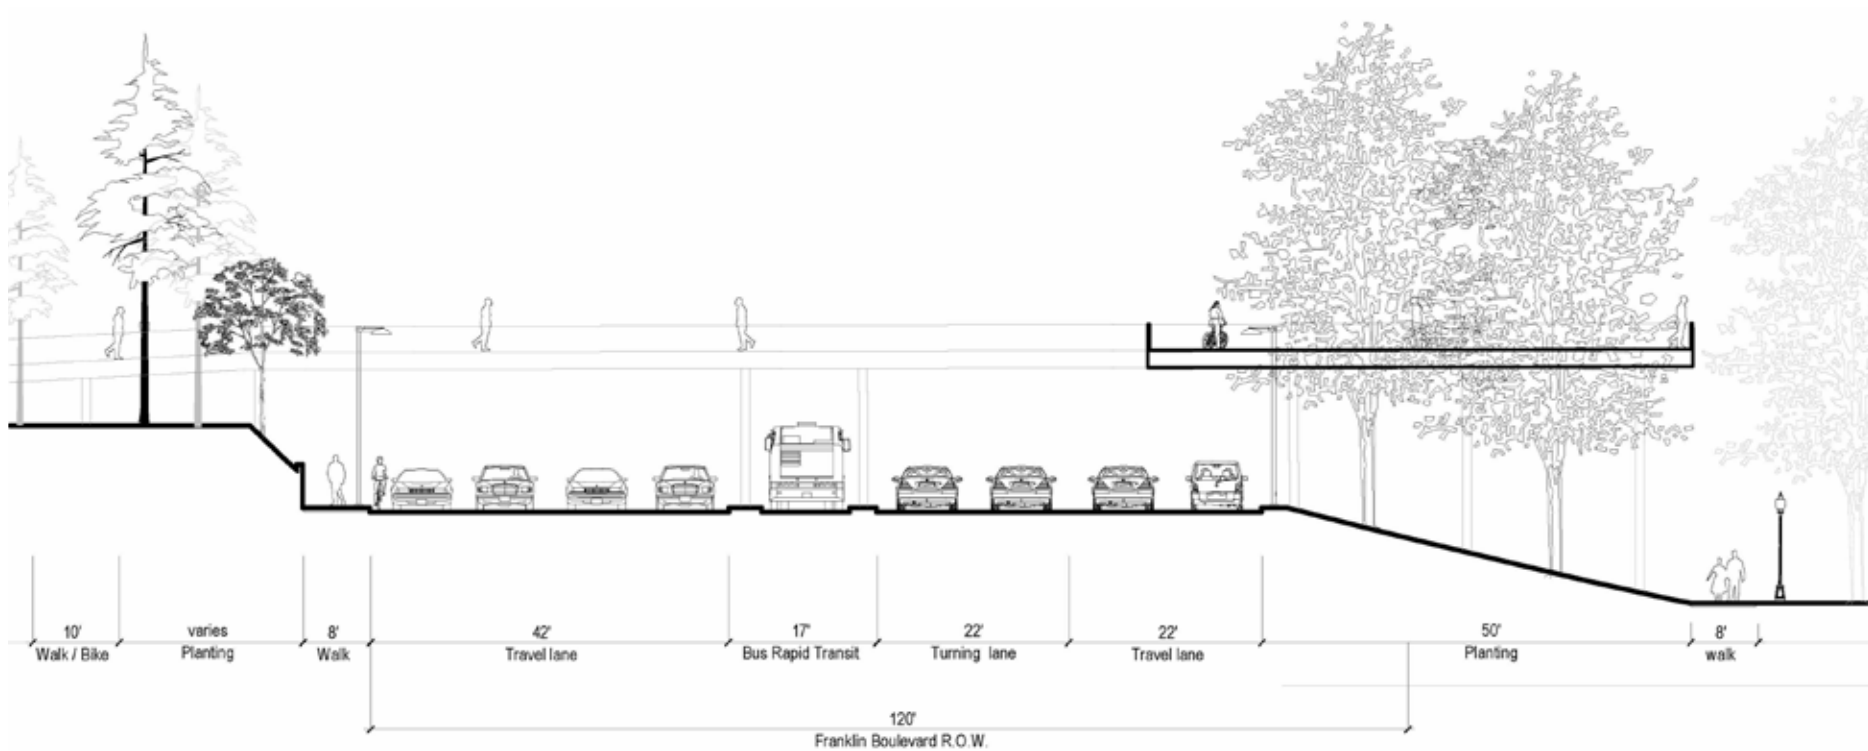 10' varies 8' 42' 17' 22' 22' 50' 8'
Walk / Bike Planting Walk Travel lane Bus Rapid Transit Turning lane Travel lane Planting walk
120'
Franklin Boulevard R.O.W.